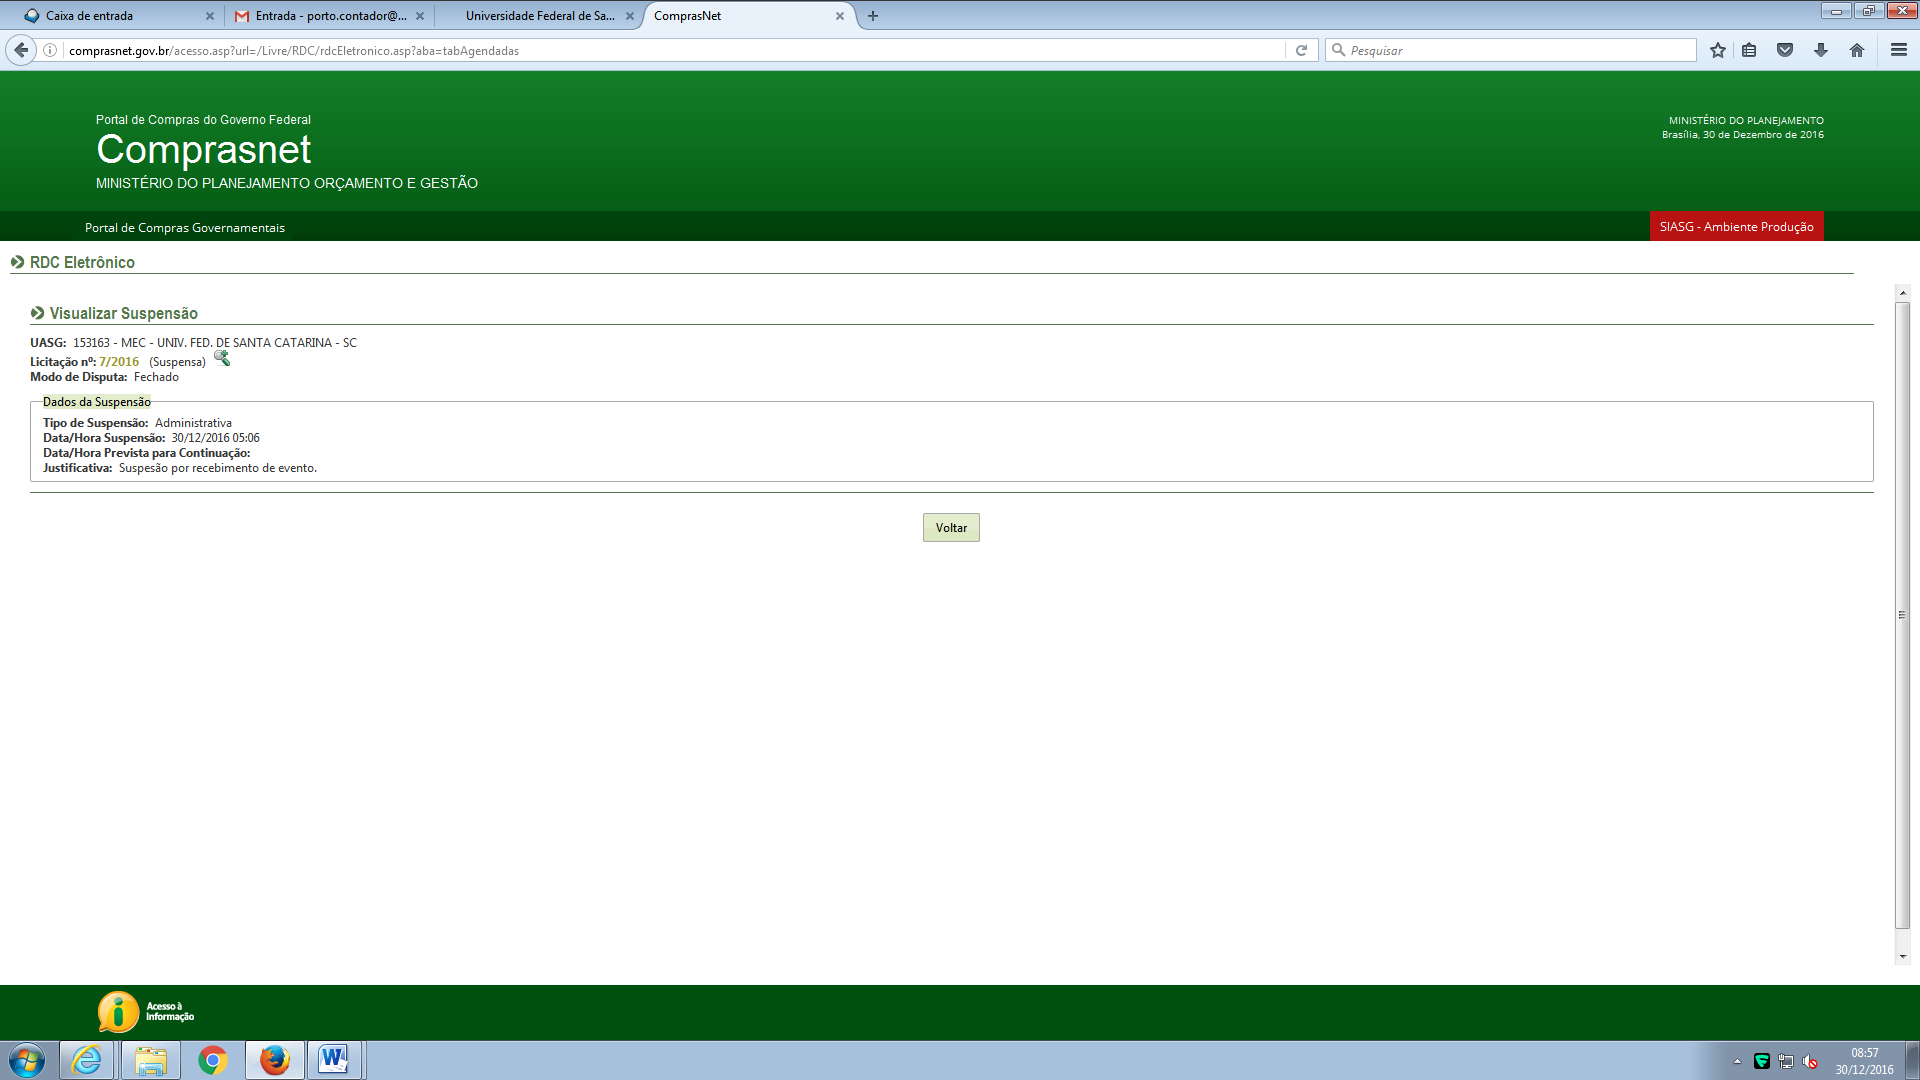 Caixa de entrada
Entrada - porto.contador@...
Universidade Federal de Sa...
ComprasNet
comprasnet.gov.br/acesso.asp?url=/Livre/RDC/rdcEletronico.asp?aba=tabAgendadas
Pesquisar
Portal de Compras do Governo Federal
Comprasnet
MINISTÉRIO DO PLANEJAMENTO ORÇAMENTO E GESTÃO
MINISTÉRIO DO PLANEJAMENTO
Brasília, 30 de Dezembro de 2016
Portal de Compras Governamentais
SIASG - Ambiente Produção
RDC Eletrônico
Visualizar Suspensão
UASG: 153163 - MEC - UNIV. FED. DE SANTA CATARINA - SC
Licitação nº: 7/2016 (Suspensa)
Modo de Disputa: Fechado
Dados da Suspensão
Tipo de Suspensão: Administrativa
Data/Hora Suspensão: 30/12/2016 05:06
Data/Hora Prevista para Continuação:
Justificativa: Suspesão por recebimento de evento.
Voltar
Acesso à
Informação
08:57
30/12/2016